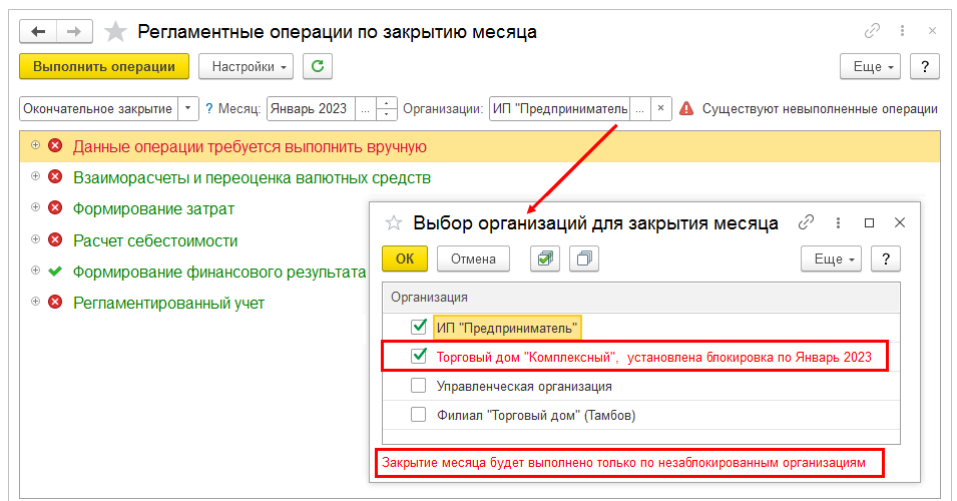 Регламентные операции по закрытию месяца
Выполнить операции Настройки Еще ?
Окончательное закрытие ? Месяц: Январь 2023 ... Организации: ИП "Предприниматель ... × Существуют невыполненные операции
Данные операции требуется выполнить вручную
Взаиморасчеты и переоценка валютных средств
Формирование затрат
Расчет себестоимости
Формирование финансового результата
Регламентированный учет
Выбор организаций для закрытия месяца
ОК Отмена Еще ?
Организация
ИП "Предприниматель"
Торговый дом "Комплексный", установлена блокировка по Январь 2023
Управленческая организация
Филиал "Торговый дом" (Тамбов)
Закрытие месяца будет выполнено только по незаблокированным организациям